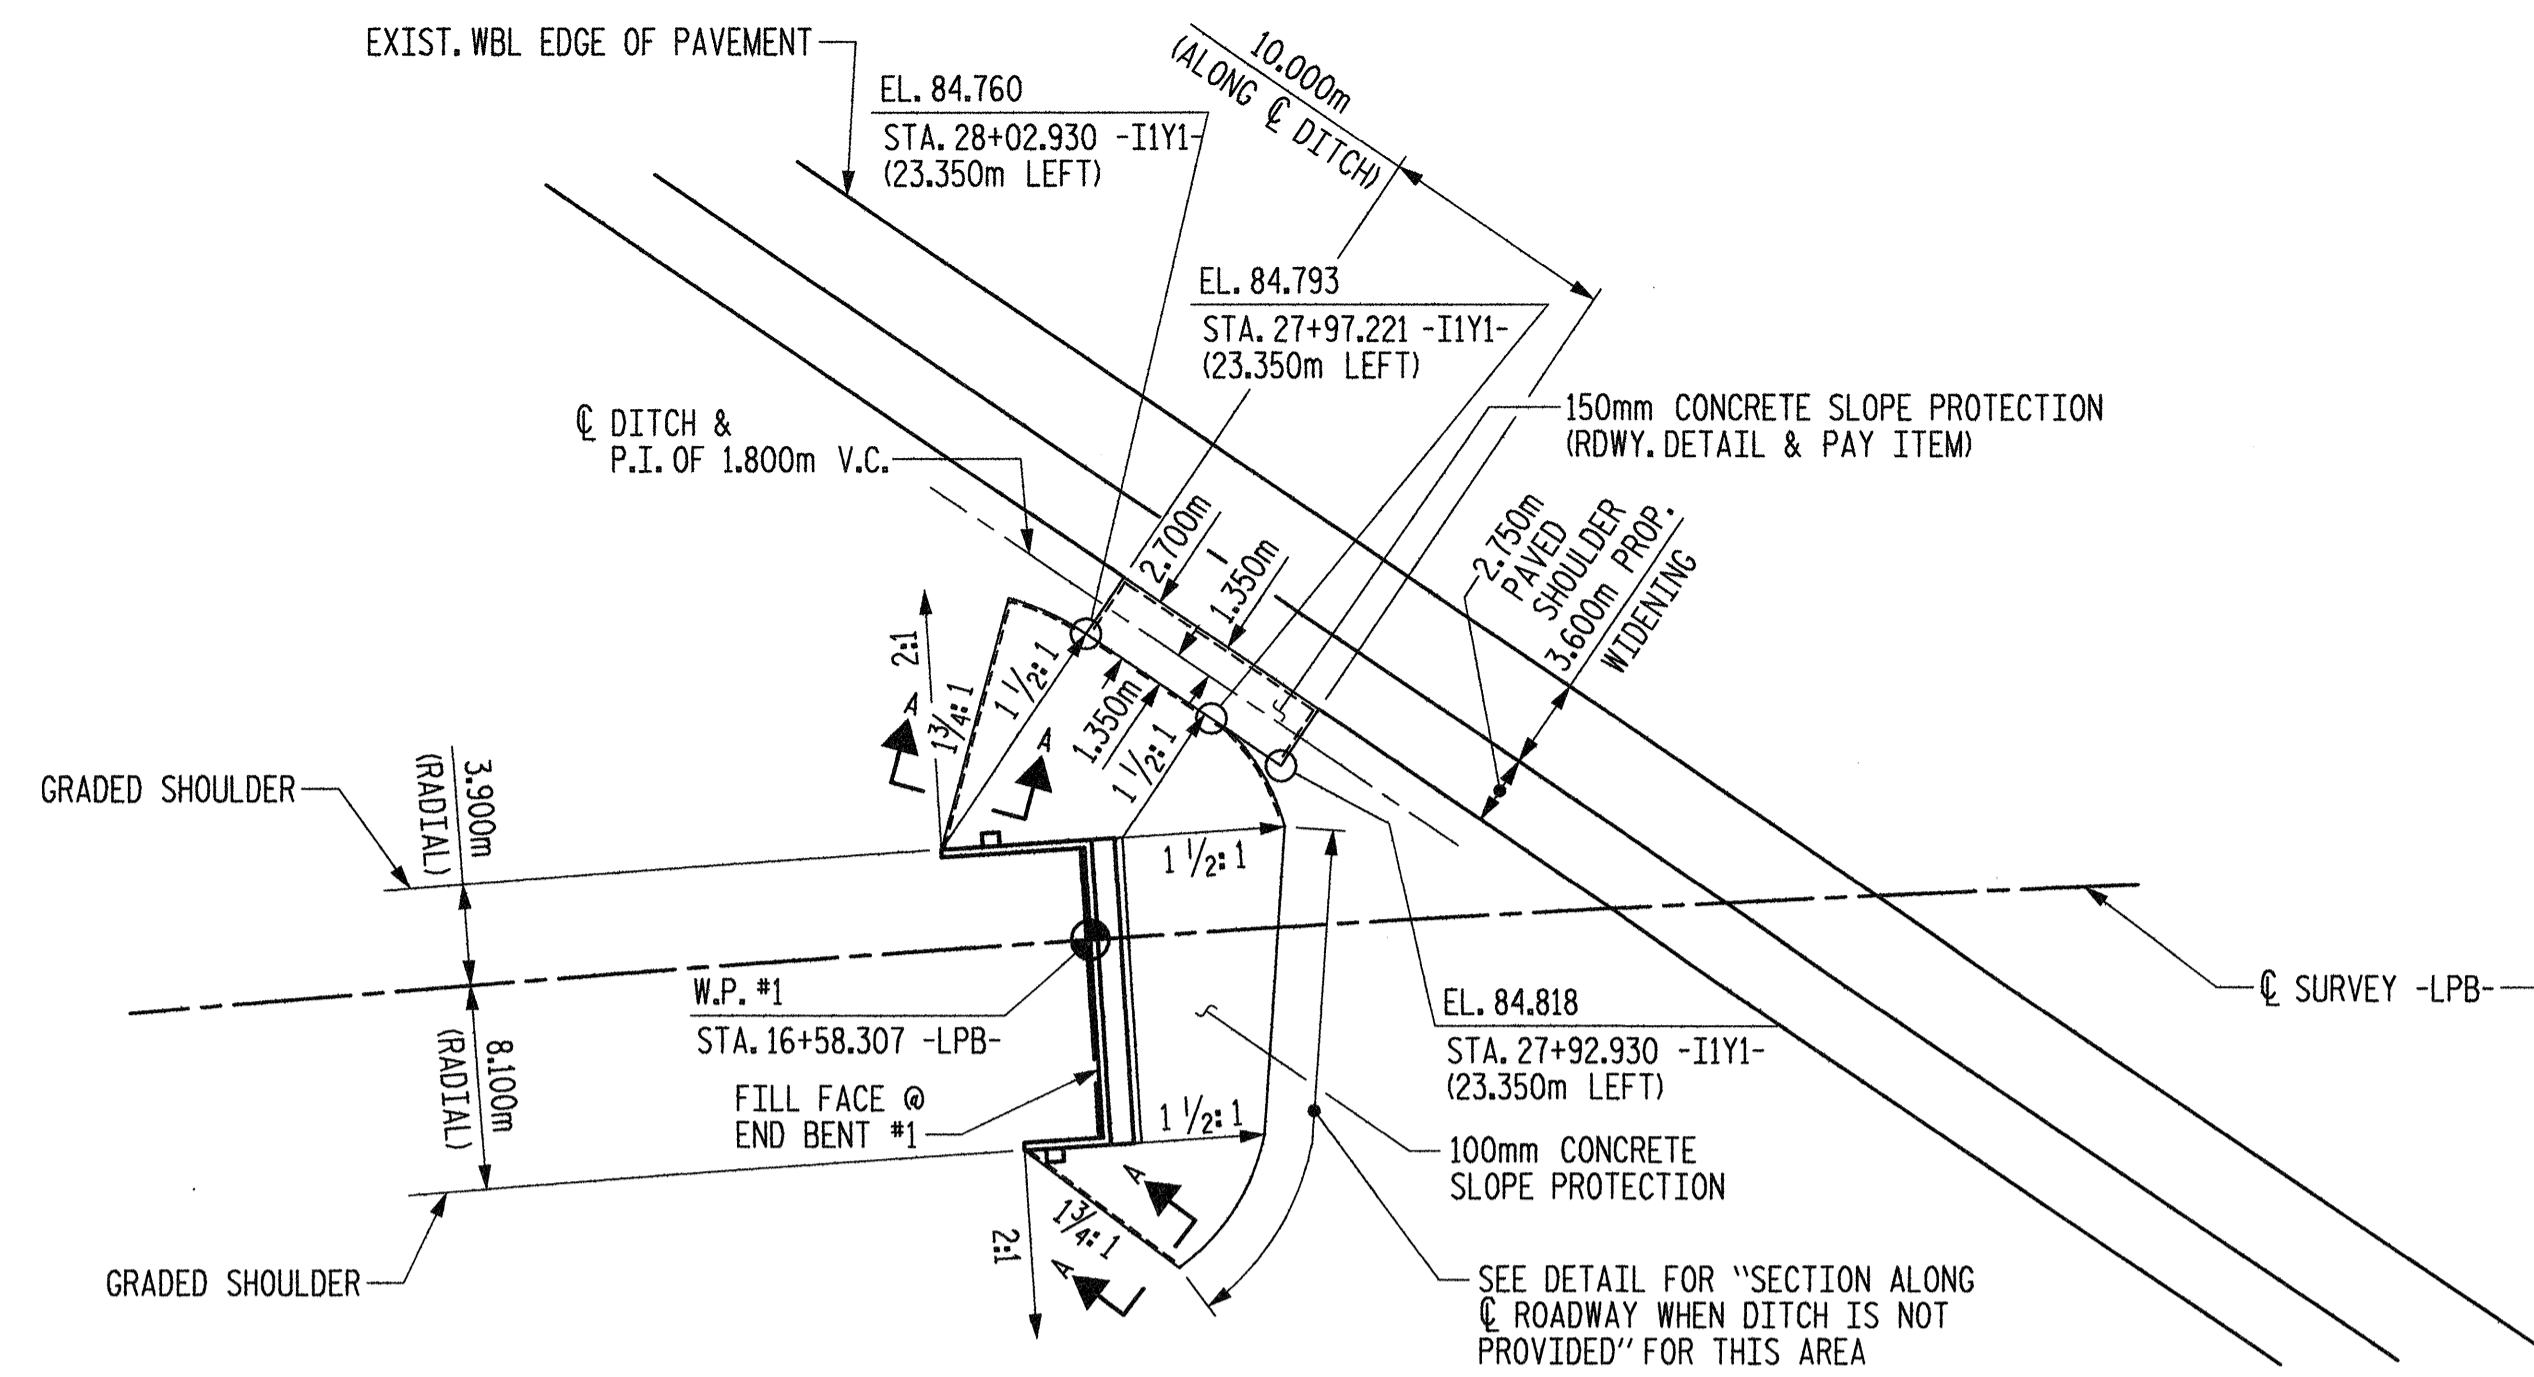 EXIST. WBL EDGE OF PAVEMENT
EL. 84.760
STA. 28+02.930 -I1Y1-
(23.350m LEFT)
10.000m
(ALONG ℄ DITCH)
EL. 84.793
STA. 27+97.221 -I1Y1-
(23.350m LEFT)
℄ DITCH &
P.I. OF 1.800m V.C.
150mm CONCRETE SLOPE PROTECTION
(RDWY. DETAIL & PAY ITEM)
2.700m
1.350m
2.750m
PAVED
SHOULDER
3.600m PROP.
WIDENING
2:1
1 3/4: 1
1 1/2: 1
A
A
1.350m
1 1/2: 1
1 1/2: 1
GRADED SHOULDER
3.900m
(RADIAL)
8.100m
(RADIAL)
GRADED SHOULDER
W.P. #1
STA. 16+58.307 -LPB-
FILL FACE @
END BENT #1
1 1/2: 1
2:1
1 3/4: 1
A
A
℄ SURVEY -LPB-
EL. 84.818
STA. 27+92.930 -I1Y1-
(23.350m LEFT)
100mm CONCRETE
SLOPE PROTECTION
SEE DETAIL FOR "SECTION ALONG
℄ ROADWAY WHEN DITCH IS NOT
PROVIDED" FOR THIS AREA